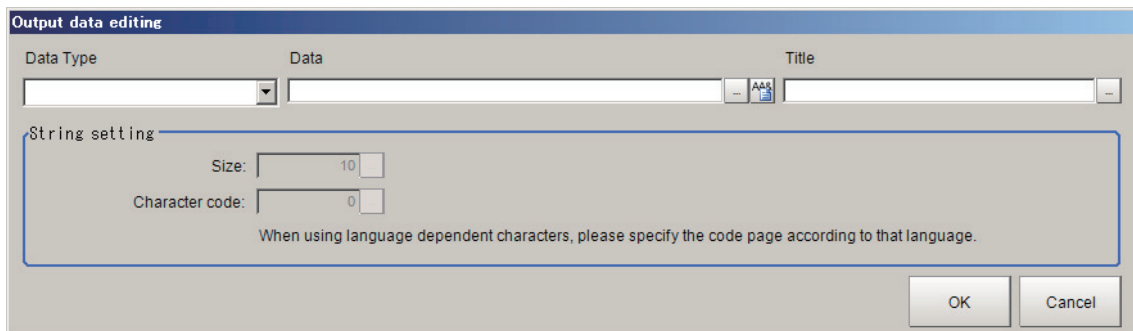 Output data editing
Data Type Data Title
String setting
Size: 10
Character code: 0
When using language dependent characters, please specify the code page according to that language.
OK Cancel